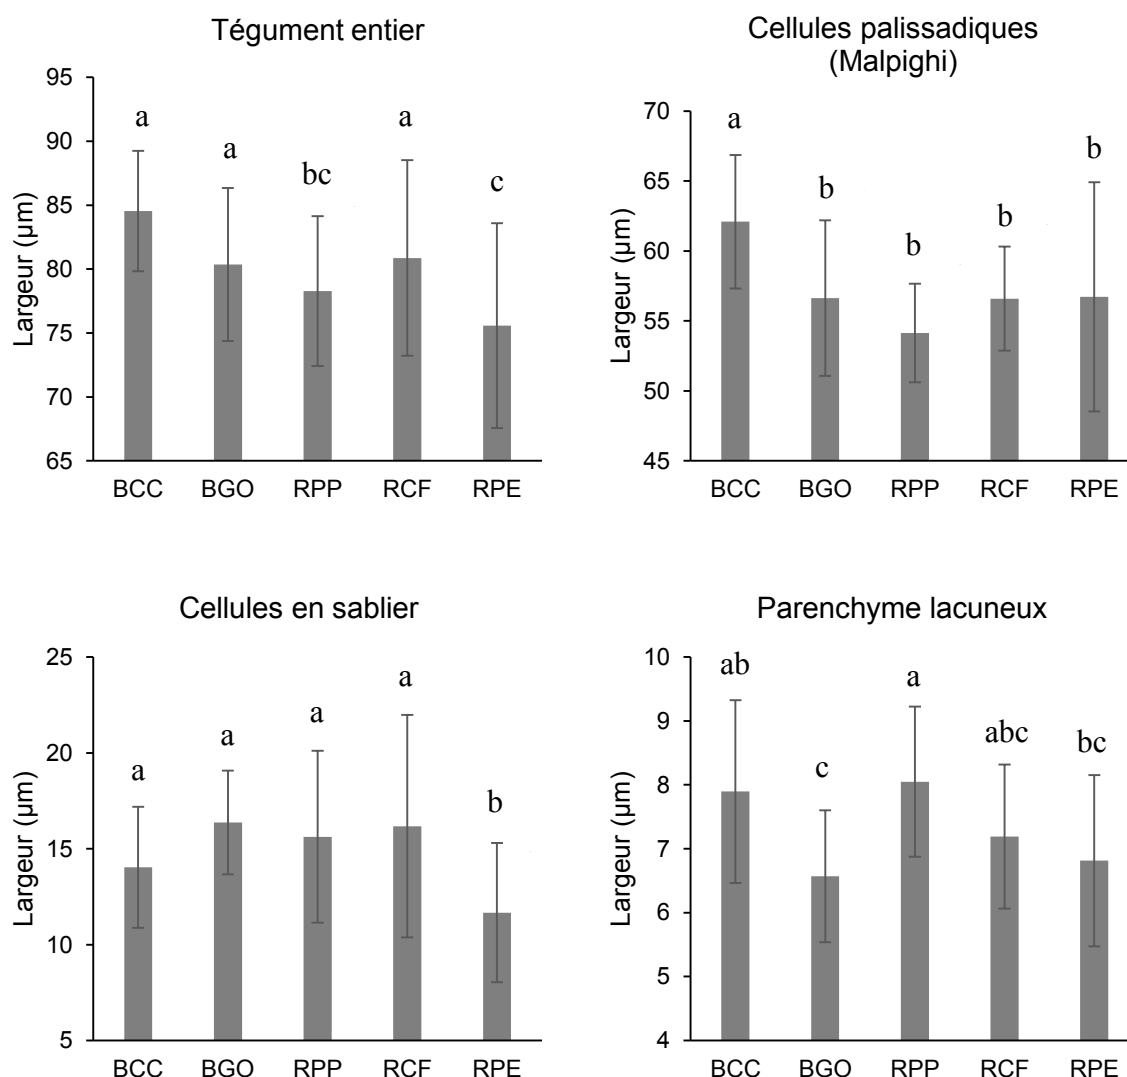 Tégument entier
95
90
85
80
75
70
65
Largeur (µm)
a
a
bc
a
c
BCC BGO RPP RCF RPE
Cellules palissadiques
(Malpighi)
70
65
60
55
50
45
Largeur (µm)
a
b
b
b
b
BCC BGO RPP RCF RPE
Cellules en sablier
25
20
15
10
5
Largeur (µm)
a
a
a
a
b
BCC BGO RPP RCF RPE
Parenchyme lacuneux
10
9
8
7
6
5
4
Largeur (µm)
ab
c
a
abc
bc
BCC BGO RPP RCF RPE